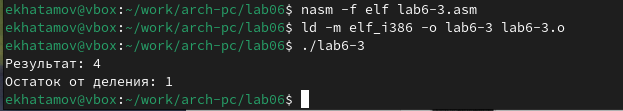 ekhatamov@vbox:~/work/arch-pc/lab06$ nasm -f elf lab6-3.asm
ekhatamov@vbox:~/work/arch-pc/lab06$ ld -m elf_i386 -o lab6-3 lab6-3.o
ekhatamov@vbox:~/work/arch-pc/lab06$ ./lab6-3
Результат: 4
Остаток от деления: 1
ekhatamov@vbox:~/work/arch-pc/lab06$